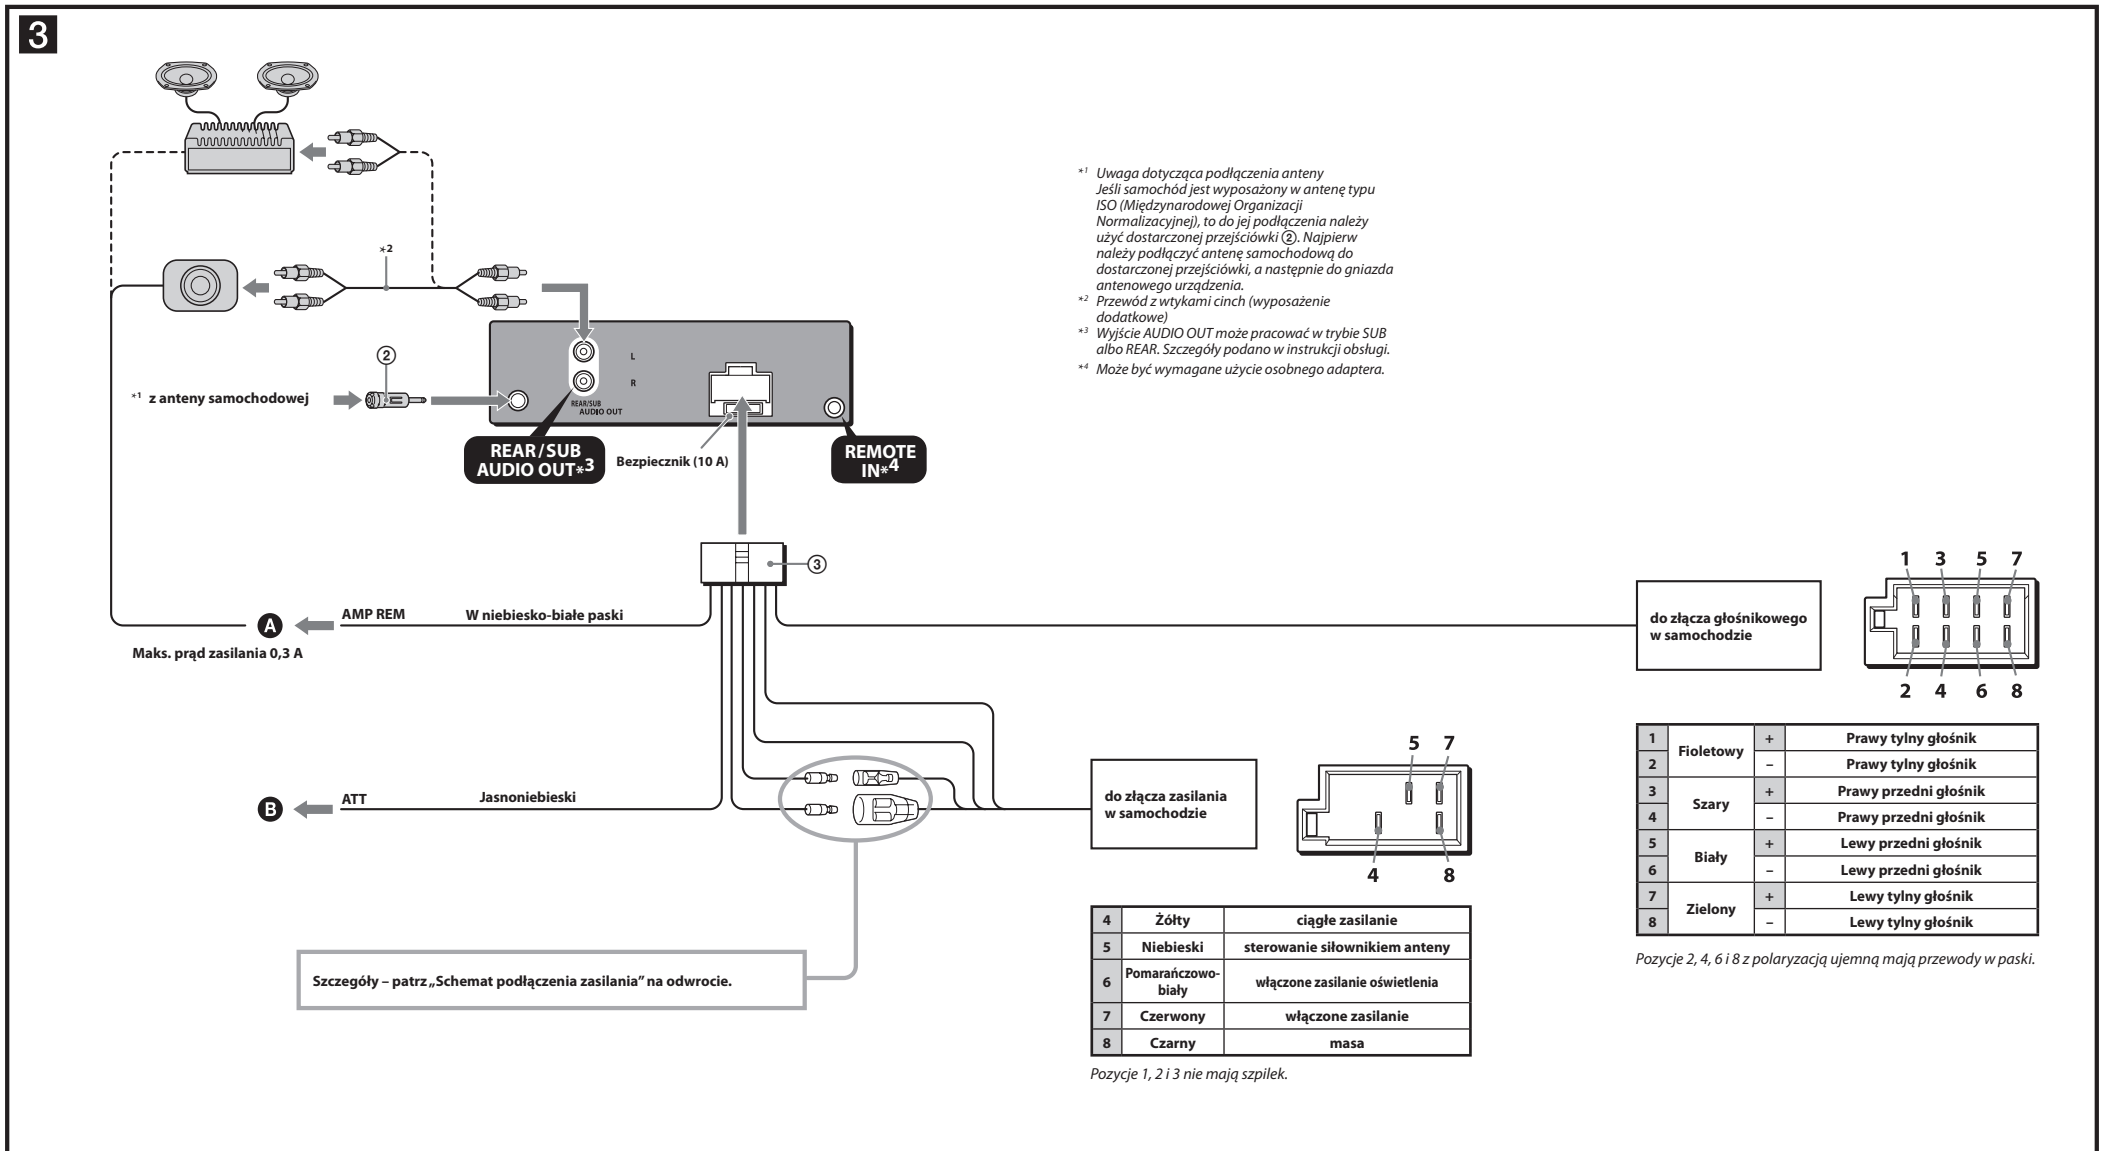 3
*2
*1 Uwaga dotycząca podłączenia anteny
Jeśli samochód jest wyposażony w antenę typu
ISO (Międzynarodowej Organizacji
Normalizacyjnej), to do jej podłączenia należy
użyć dostarczonej przejściówki ②. Najpierw
należy podłączyć antenę samochodową do
dostarczonej przejściówki, a następnie do gniazda
antenowego urządzenia.
*2 Przewód z wtykami cinch (wyposażenie
dodatkowe)
*3 Wyjście AUDIO OUT może pracować w trybie SUB
albo REAR. Szczegóły podano w instrukcji obsługi.
*4 Może być wymagane użycie osobnego adaptera.
②
*1 z anteny samochodowej
L
R
REAR/SUB
AUDIO OUT
REAR/SUB
AUDIO OUT*3
Bezpiecznik (10 A)
REMOTE
IN*4
③
A
AMP REM
W niebiesko-białe paski
Maks. prąd zasilania 0,3 A
do złącza głośnikowego
w samochodzie
1 3 5 7
2 4 6 8
B
ATT
Jasnoniebieski
do złącza zasilania
w samochodzie
5 7
4 8
1 Fioletowy + Prawy tylny głośnik
2 – Prawy tylny głośnik
3 Szary + Prawy przedni głośnik
4 – Prawy przedni głośnik
5 Biały + Lewy przedni głośnik
6 – Lewy przedni głośnik
7 Zielony + Lewy tylny głośnik
8 – Lewy tylny głośnik
Pozycje 2, 4, 6 i 8 z polaryzacją ujemną mają przewody w paski.
4 Żółty ciągłe zasilanie
5 Niebieski sterowanie siłownikiem anteny
6 Pomarańczowo-
biały włączone zasilanie oświetlenia
7 Czerwony włączone zasilanie
8 Czarny masa
Pozycje 1, 2 i 3 nie mają szpilek.
Szczegóły – patrz „Schemat podłączenia zasilania” na odwrocie.